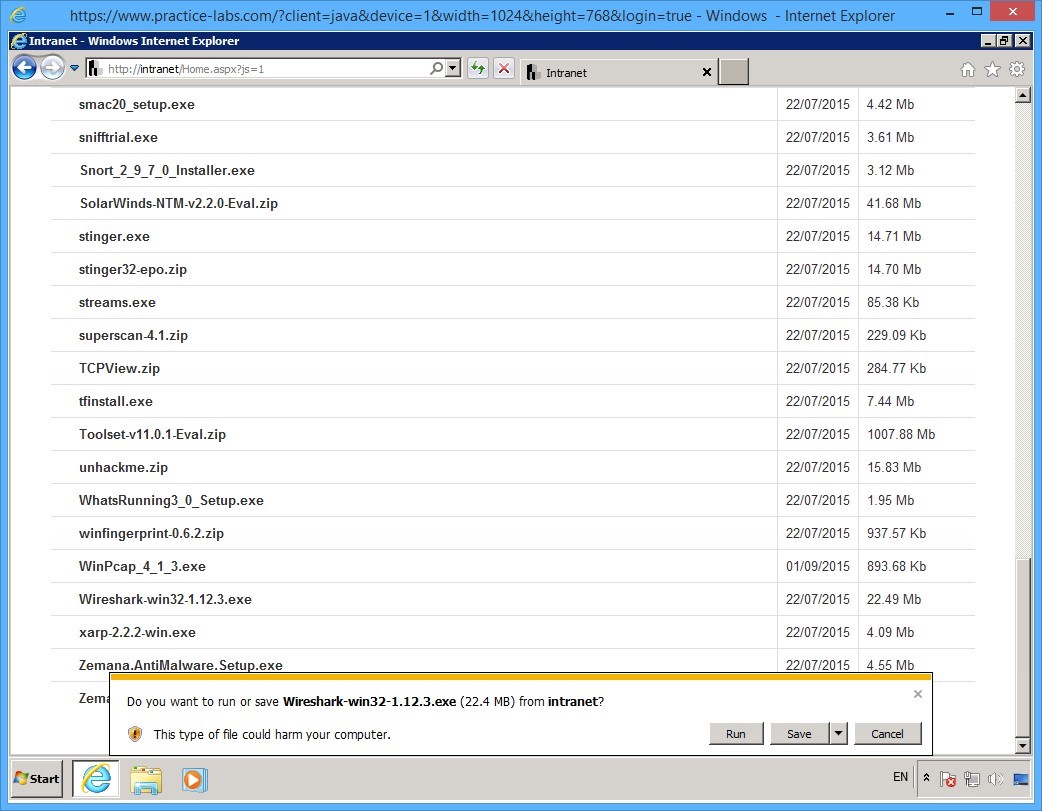 https://www.practice-labs.com/?client=java&device=1&width=1024&height=768&login=true - Windows - Internet Explorer
Intranet - Windows Internet Explorer
http://intranet/Home.aspx?js=1
Intranet
smac20_setup.exe 22/07/2015 4.42 Mb
snifftrial.exe 22/07/2015 3.61 Mb
Snort_2_9_7_0_Installer.exe 22/07/2015 3.12 Mb
SolarWinds-NTM-v2.2.0-Eval.zip 22/07/2015 41.68 Mb
stinger.exe 22/07/2015 14.71 Mb
stinger32-epo.zip 22/07/2015 14.70 Mb
streams.exe 22/07/2015 85.38 Kb
superscan-4.1.zip 22/07/2015 229.09 Kb
TCPView.zip 22/07/2015 284.77 Kb
tfinstall.exe 22/07/2015 7.44 Mb
Toolset-v11.0.1-Eval.zip 22/07/2015 1007.88 Mb
unhackme.zip 22/07/2015 15.83 Mb
WhatsRunning3_0_Setup.exe 22/07/2015 1.95 Mb
winfingerprint-0.6.2.zip 22/07/2015 937.57 Kb
WinPcap_4_1_3.exe 01/09/2015 893.68 Kb
Wireshark-win32-1.12.3.exe 22/07/2015 22.49 Mb
xarp-2.2.2-win.exe 22/07/2015 4.09 Mb
Zemana.AntiMalware.Setup.exe 22/07/2015 4.55 Mb
Zema
Do you want to run or save Wireshark-win32-1.12.3.exe (22.4 MB) from intranet?
This type of file could harm your computer.
Run Save Cancel
Start EN